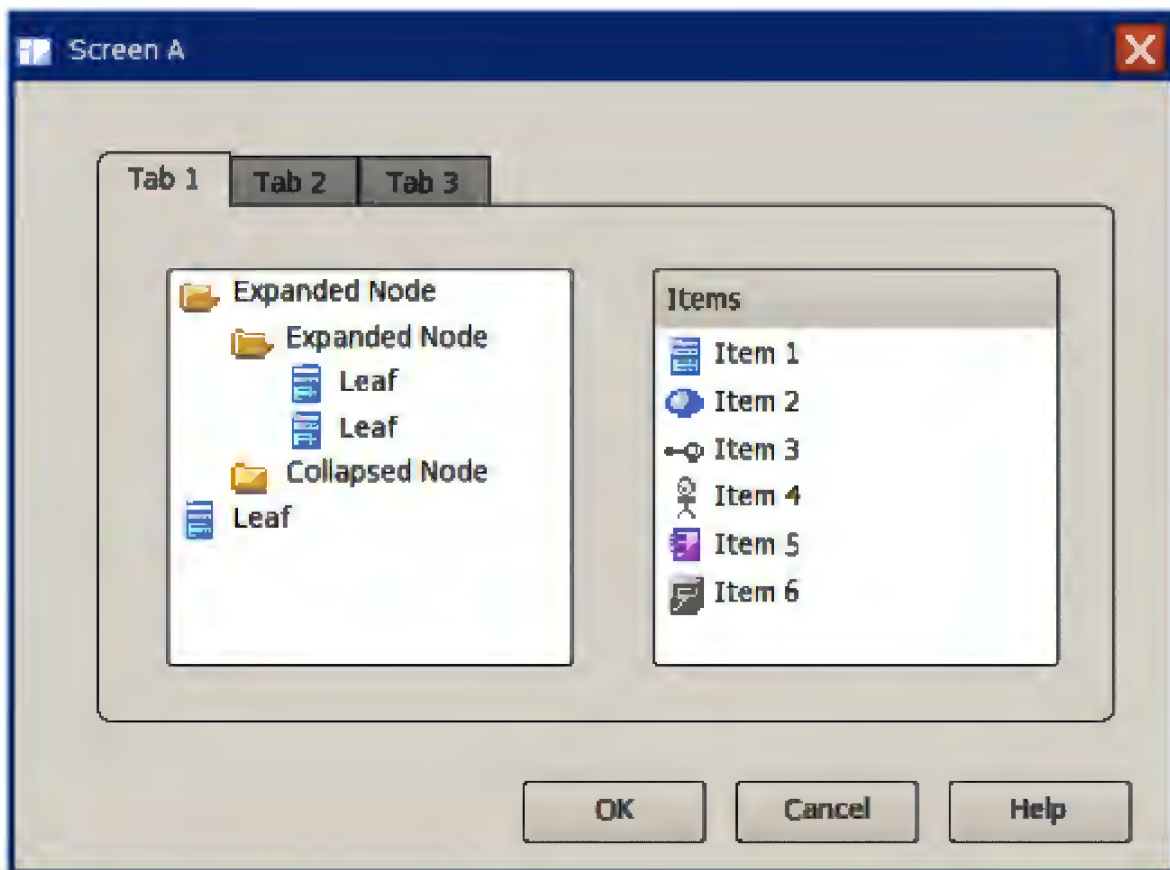 Screen A
Tab 1 Tab 2 Tab 3
Expanded Node
Expanded Node
Leaf
Leaf
Collapsed Node
Leaf
Items
Item 1
Item 2
Item 3
Item 4
Item 5
Item 6
OK Cancel Help